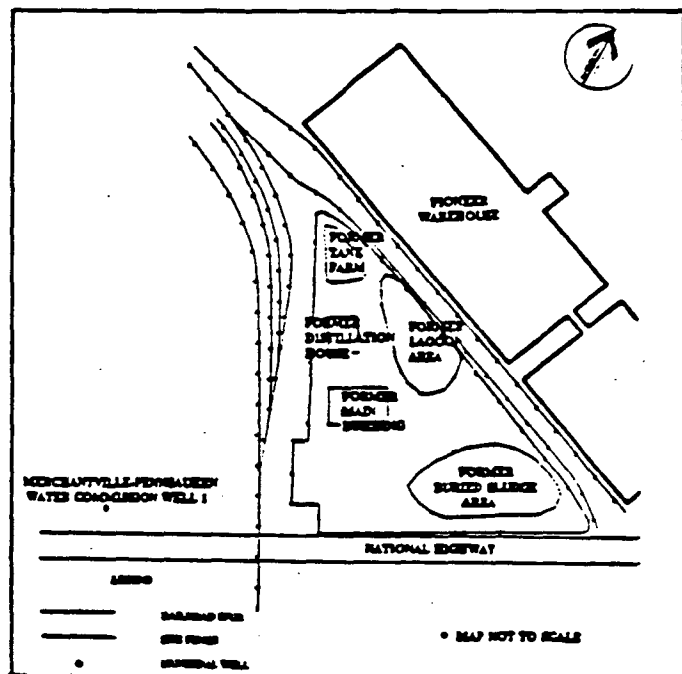 PIONEER
WAREHOUSE
FORMER
TANK
FARM
FORMER
DISTILLATION
HOUSE
FORMER
LAGOON
AREA
FORMER
MAIN
BUILDING
FORMER
BURIED SLUDGE
AREA
MERCHANTVILLE-PENNSAUKEN
WATER COMMISSION WELL 1
NATIONAL HIGHWAY
LEGEND
RAILROAD SPUR
SITE FENCE
MUNICIPAL WELL
* MAP NOT TO SCALE